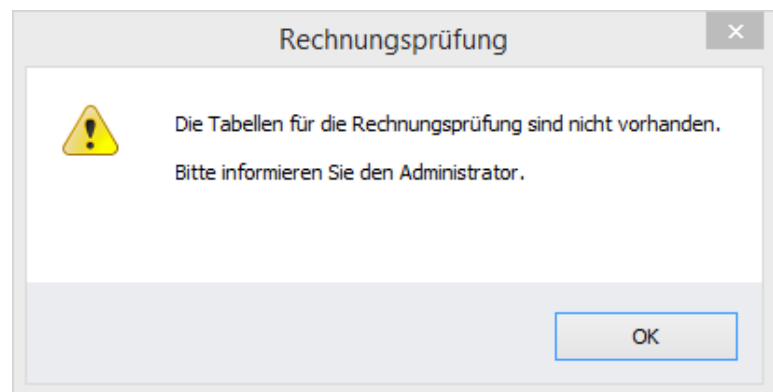 Rechnungsprüfung
Die Tabellen für die Rechnungsprüfung sind nicht vorhanden.
Bitte informieren Sie den Administrator.
OK